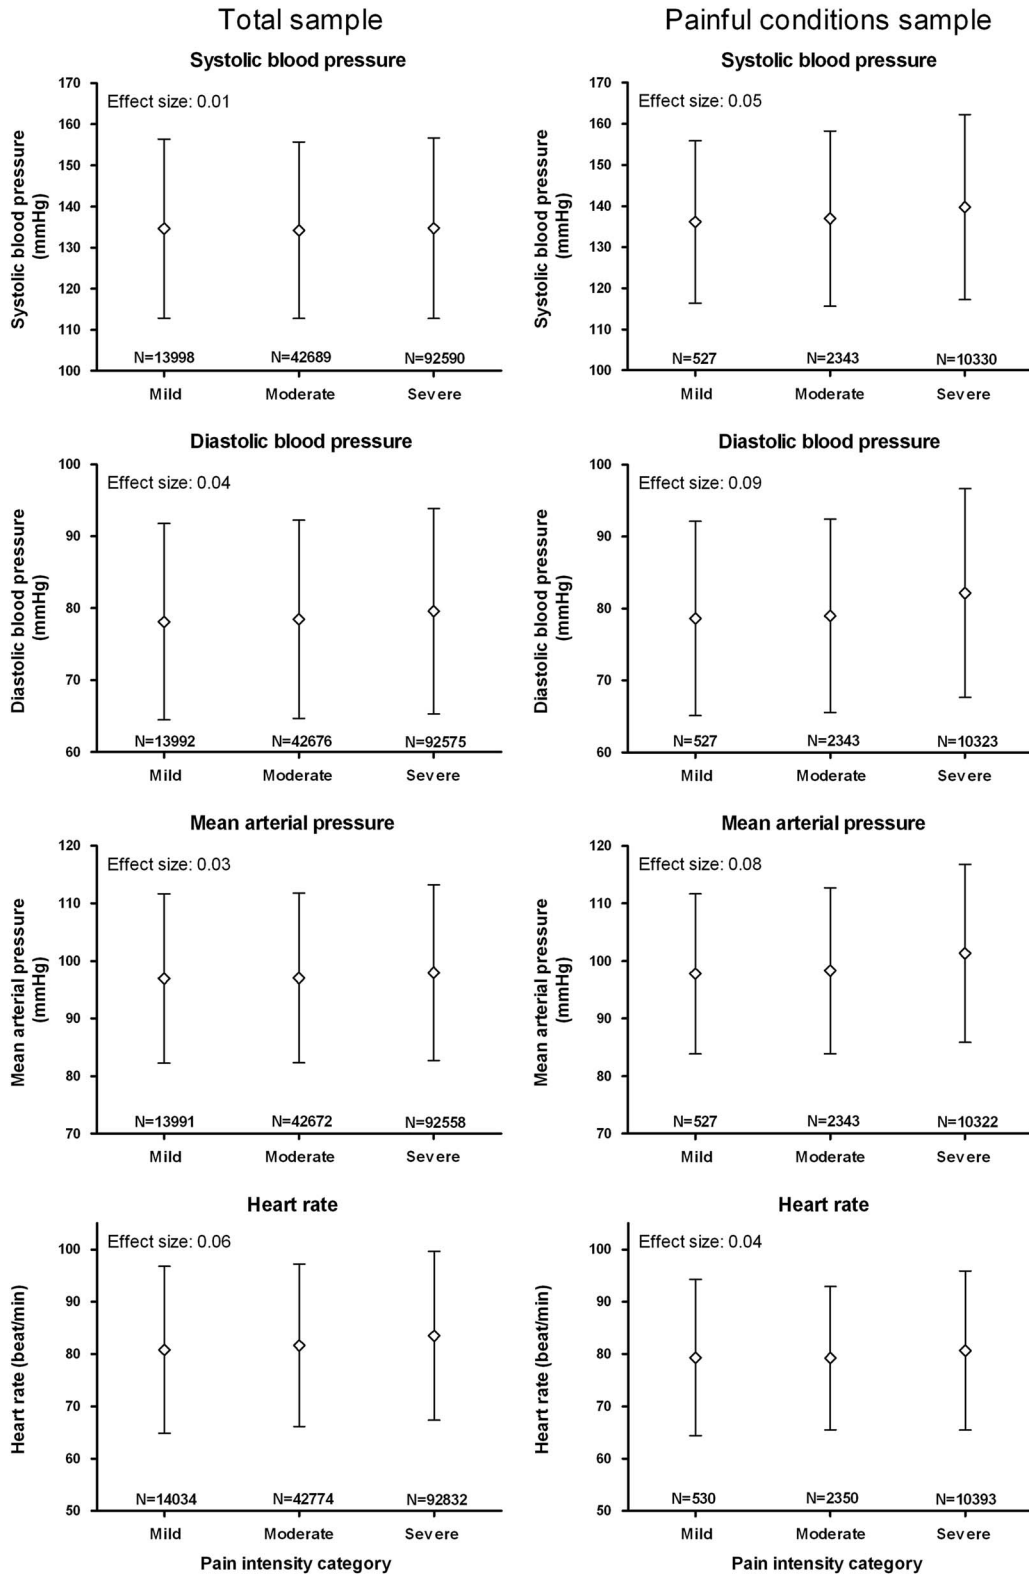 Total sample
Painful conditions sample
Systolic blood pressure
Effect size: 0.01
Systolic blood pressure
(mmHg)
170
160
150
140
130
120
110
100
N=13998
N=42689
N=92590
Mild
Moderate
Severe
Systolic blood pressure
Effect size: 0.05
Systolic blood pressure
(mmHg)
170
160
150
140
130
120
110
100
N=527
N=2343
N=10330
Mild
Moderate
Severe
Diastolic blood pressure
Effect size: 0.04
Diastolic blood pressure
(mmHg)
100
90
80
70
60
N=13992
N=42676
N=92575
Mild
Moderate
Severe
Diastolic blood pressure
Effect size: 0.09
Diastolic blood pressure
(mmHg)
100
90
80
70
60
N=527
N=2343
N=10323
Mild
Moderate
Severe
Mean arterial pressure
Effect size: 0.03
Mean arterial pressure
(mmHg)
120
110
100
90
80
70
N=13991
N=42672
N=92558
Mild
Moderate
Severe
Mean arterial pressure
Effect size: 0.08
Mean arterial pressure
(mmHg)
120
110
100
90
80
70
N=527
N=2343
N=10322
Mild
Moderate
Severe
Heart rate
Effect size: 0.06
Heart rate (beat/min)
100
90
80
70
60
50
N=14034
N=42774
N=92832
Mild
Moderate
Severe
Pain intensity category
Heart rate
Effect size: 0.04
Heart rate (beat/min)
100
90
80
70
60
50
N=530
N=2350
N=10393
Mild
Moderate
Severe
Pain intensity category